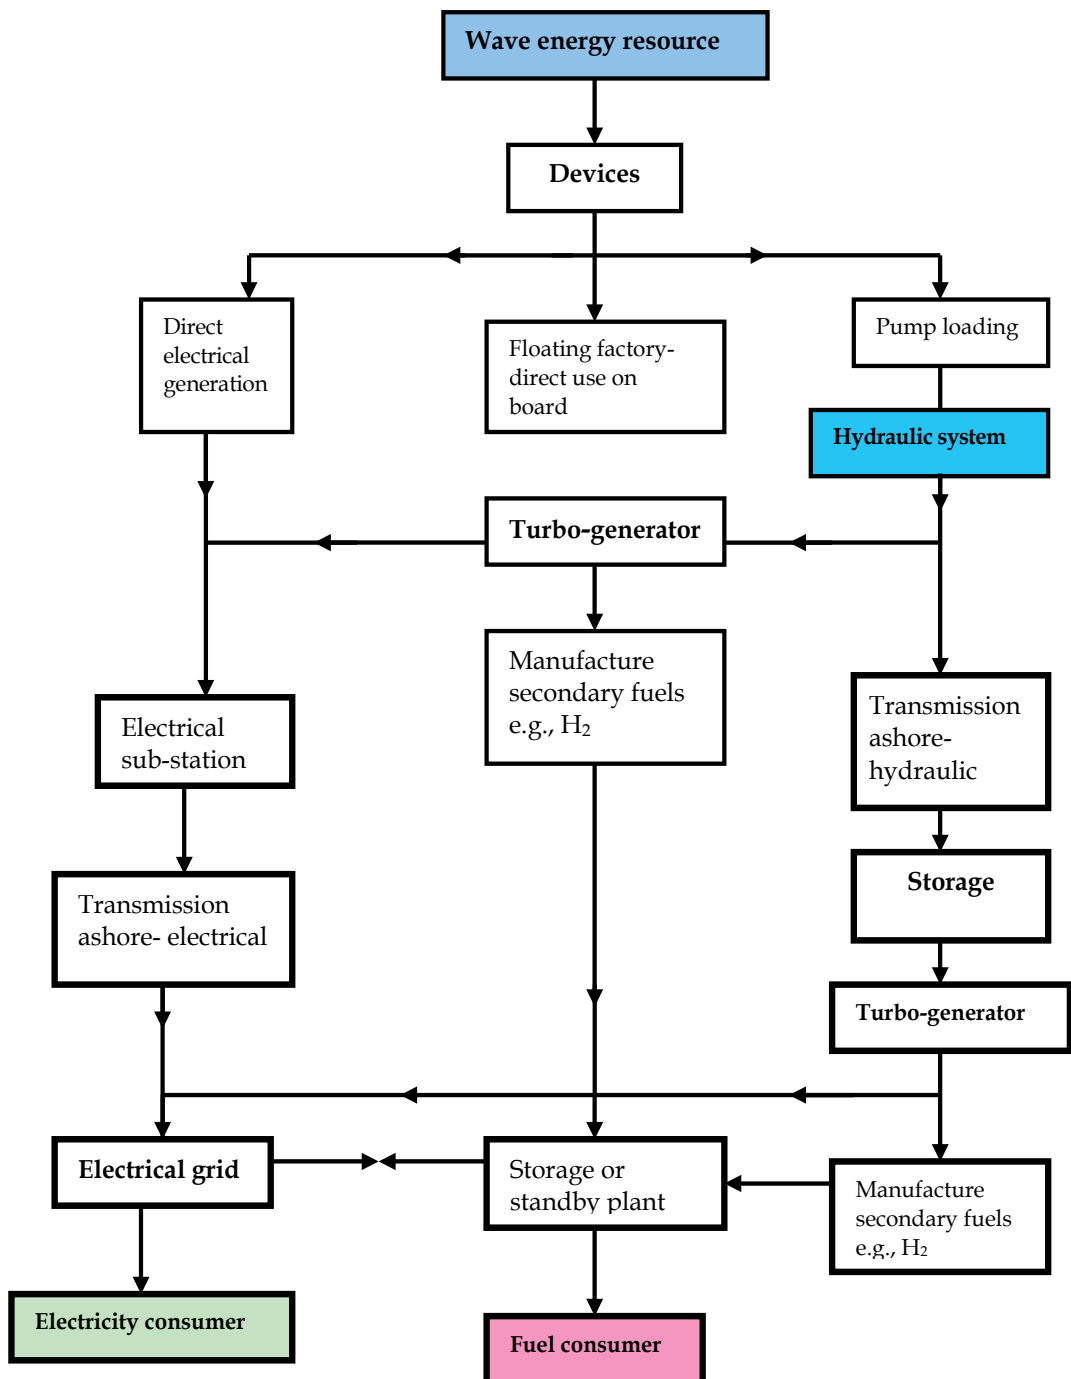 Wave energy resource
Devices
Direct
electrical
generation
Floating factory-
direct use on
board
Pump loading
Hydraulic system
Turbo-generator
Manufacture
secondary fuels
e.g., H₂
Electrical
sub-station
Transmission
ashore-
hydraulic
Transmission
ashore- electrical
Storage
Turbo-generator
Electrical grid
Storage or
standby plant
Manufacture
secondary fuels
e.g., H₂
Electricity consumer
Fuel consumer